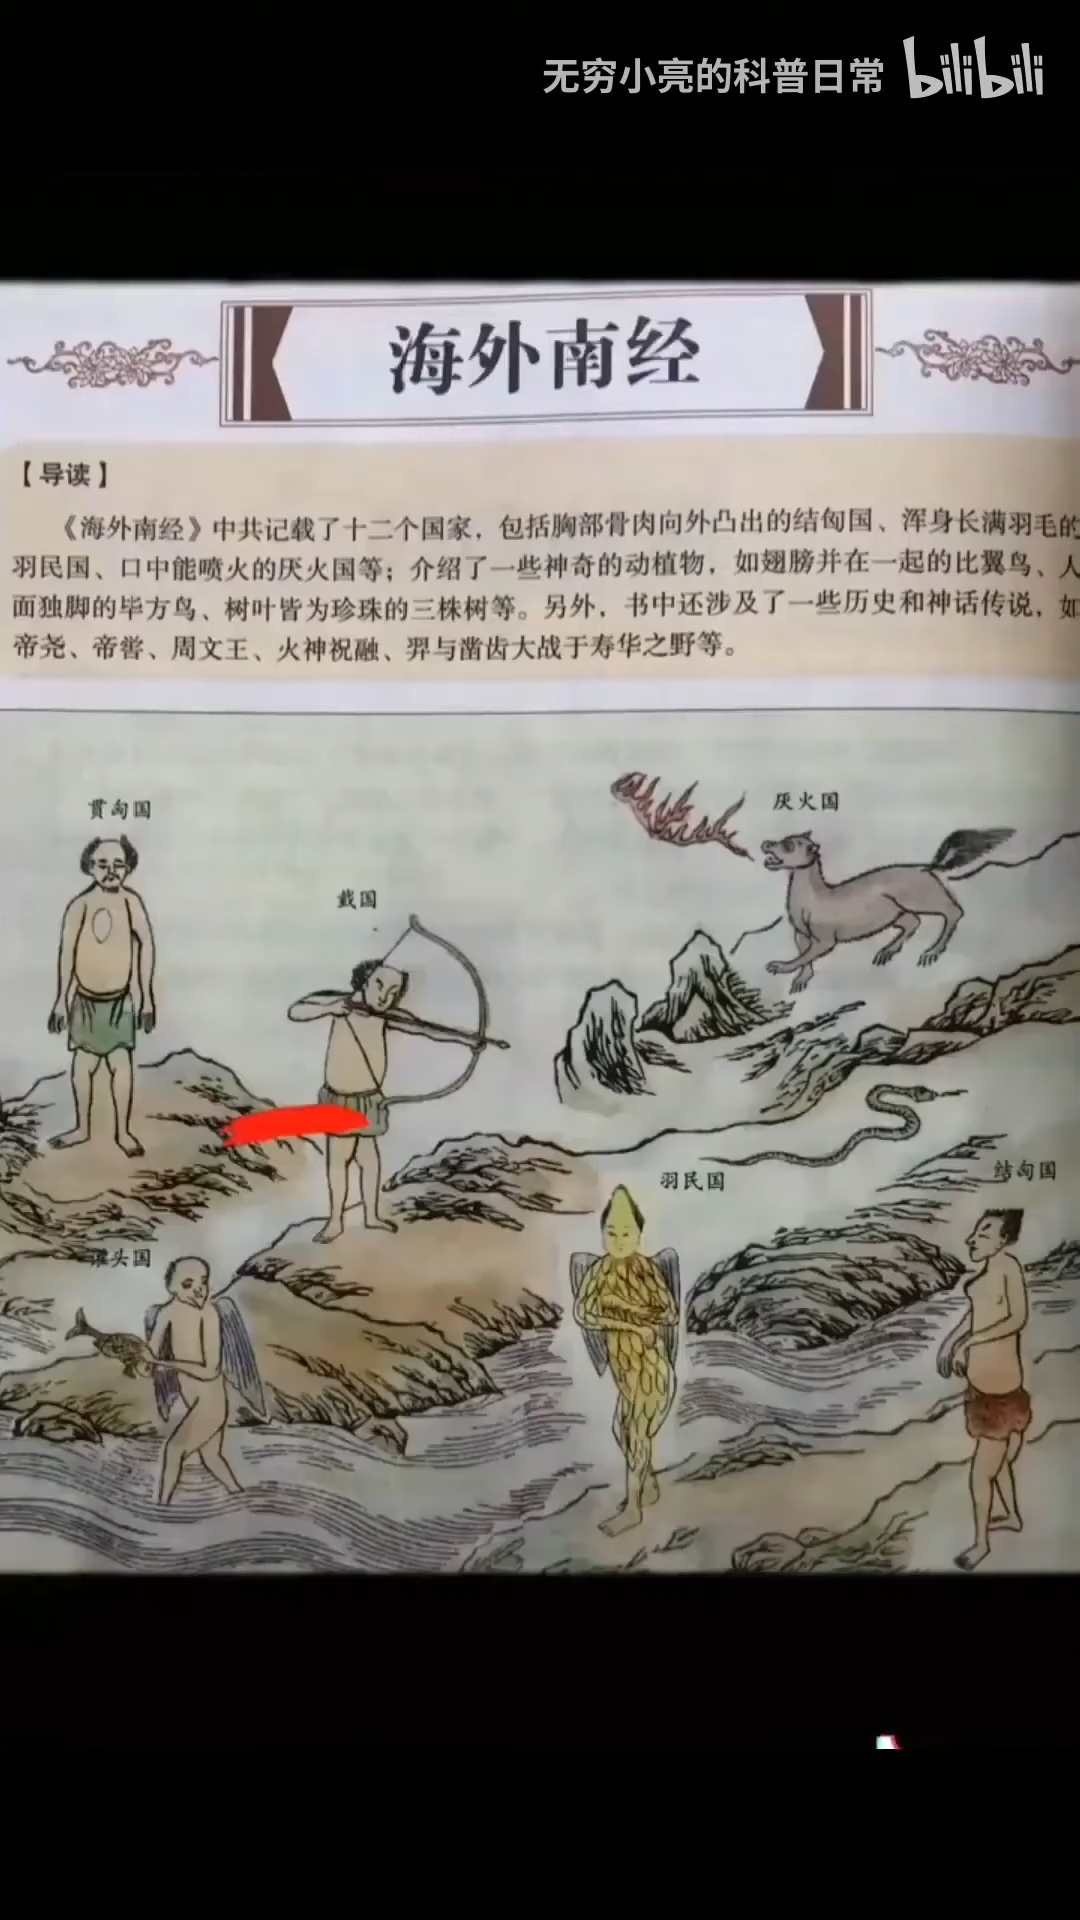 无穷小亮的科普日常 bilibili
海外南经
【导读】
《海外南经》中共记载了十二个国家，包括胸部骨肉向外凸出的结匈国、浑身长满羽毛的
羽民国、口中能喷火的厌火国等；介绍了一些神奇的动植物，如翅膀并在一起的比翼鸟、人
面独脚的毕方鸟、树叶皆为珍珠的三株树等。另外，书中还涉及了一些历史和神话传说，如
帝尧、帝喾、周文王、火神祝融、羿与凿齿大战于寿华之野等。
贯匈国
厌火国
国
羽民国
结匈国
头国